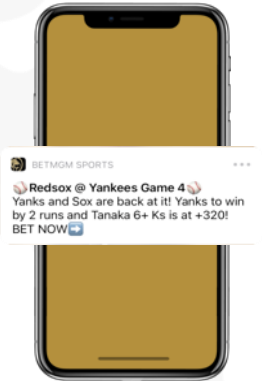 BETMGM SPORTS
⚾Redsox @ Yankees Game 4⚾
Yanks and Sox are back at it! Yanks to win
by 2 runs and Tanaka 6+ Ks is at +320!
BET NOW➡️